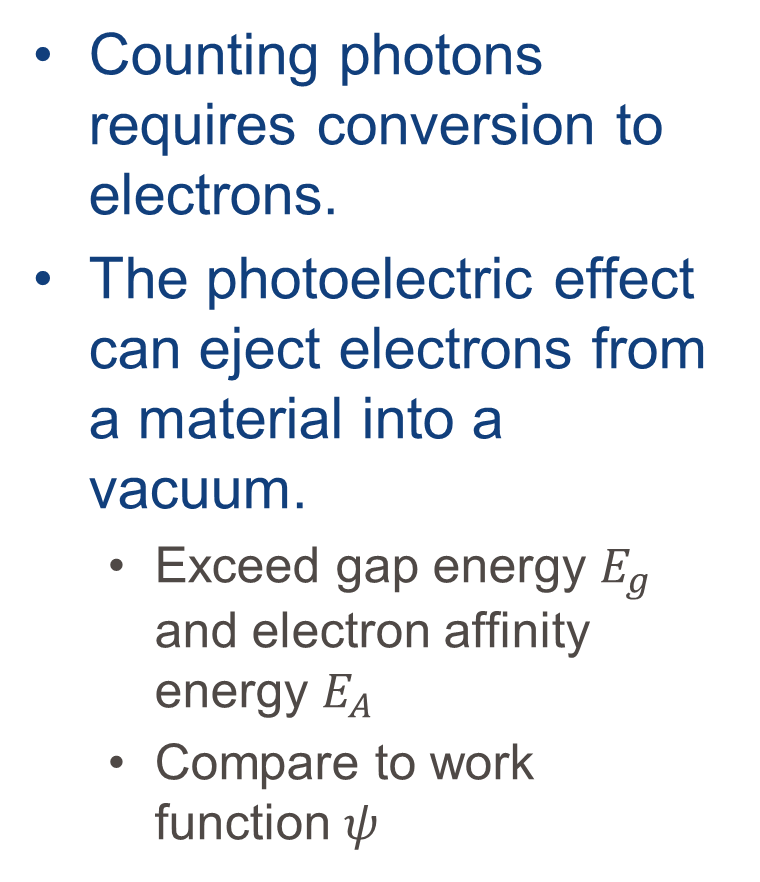 • Counting photons
requires conversion to
electrons.
• The photoelectric effect
can eject electrons from
a material into a
vacuum.
• Exceed gap energy E_g
and electron affinity
energy E_A
• Compare to work
function ψ